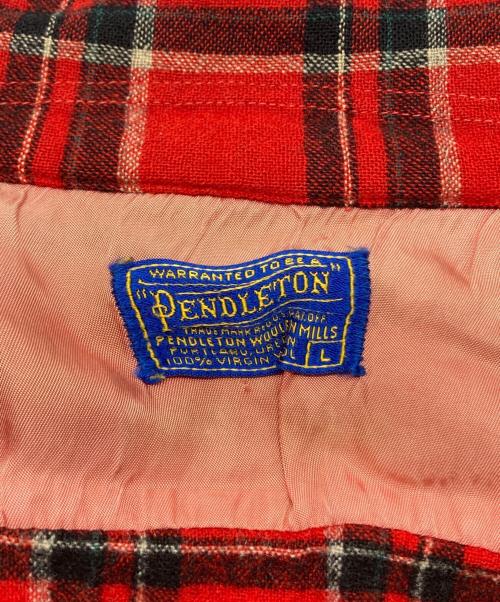 WARRANTED TO BE A
"PENDLETON"
TRADE MARK REG. U.S. PAT. OFF
PENDLETON WOOLEN MILLS
PORTLAND, OREGON
100% VIRGIN WOOL
L